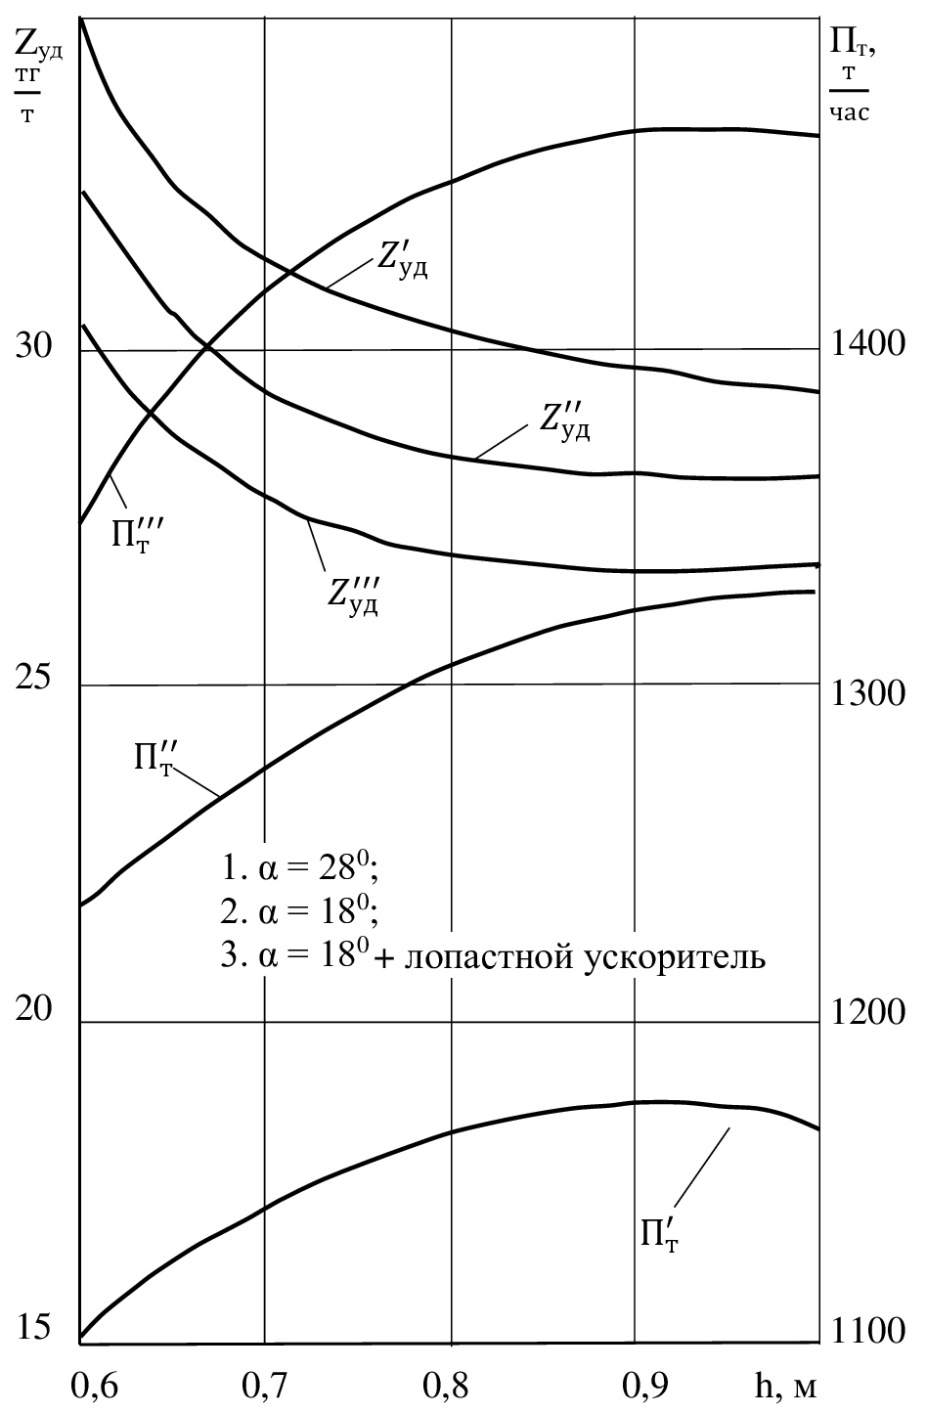 Zуд
тг
т
Пт,
т
час
Z′уд
30
1400
Z″уд
П‴т
Z‴уд
25
1300
П″т
1. α = 28⁰;
2. α = 18⁰;
3. α = 18⁰ + лопастной ускоритель
20
1200
П′т
15
1100
0,6 0,7 0,8 0,9 h, м